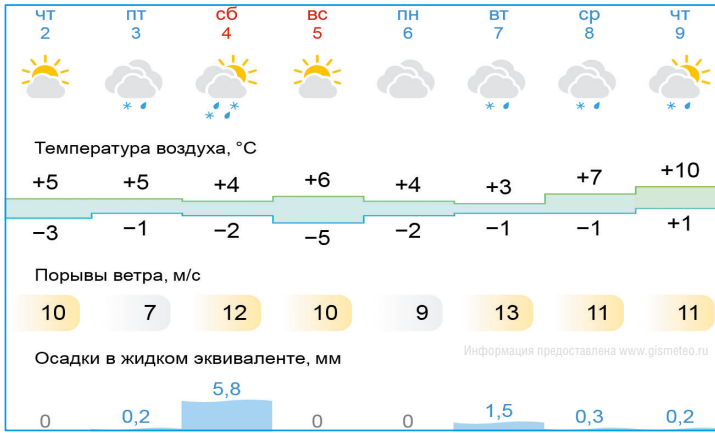 чт пт сб вс пн вт ср чт
2 3 4 5 6 7 8 9
Температура воздуха, °C
+5 +5 +4 +6 +4 +3 +7 +10
−3 −1 −2 −5 −2 −1 −1 +1
Порывы ветра, м/с
10 7 12 10 9 13 11 11
Информация предоставлена www.gismeteo.ru
Осадки в жидком эквиваленте, мм
0 0,2 5,8 0 0 1,5 0,3 0,2